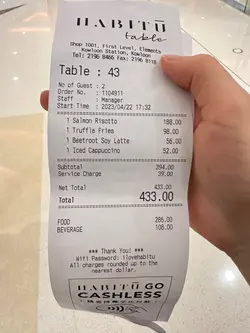 HABITŪ
table
Shop 1001, First Level, Elements
Kowloon Station, Kowloon
Tel: 2196 8466 Fax: 2196 8118
Table : 43
No of Guest : 2
Order No. : 1104911
Staff : Manager
Start : 2023/04/22 17:32
1 Salmon Risotto 188.00
1 Truffle Fries 98.00
1 Beetroot Soy Latte 56.00
1 Iced Cappuccino 52.00
Subtotal 394.00
Service Charge 39.00
Net Total 433.00
Total 433.00
FOOD 286.00
BEVERAGE 108.00
*** Thank You! ***
Wifi Password: ilovehabitu
All charges rounded up to the
nearest dollar.
HABITŪ GO
CASHLESS